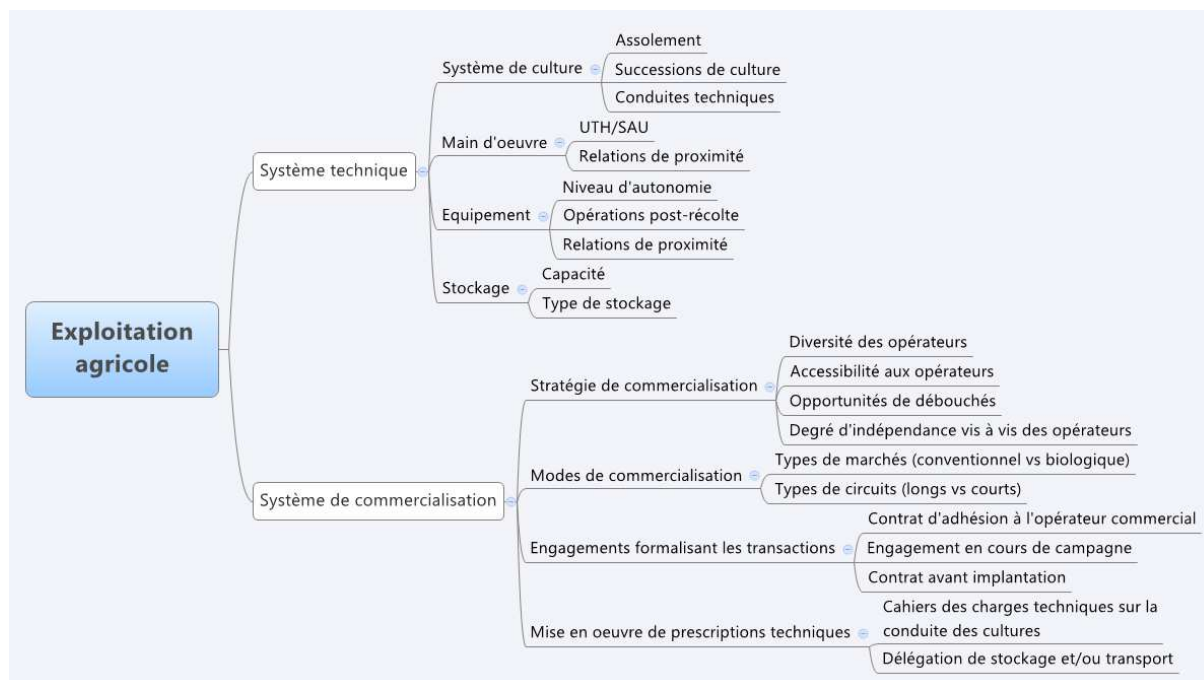 Exploitation
agricole
Système technique
Système de culture
Assolement
Successions de culture
Conduites techniques
Main d'oeuvre
UTH/SAU
Relations de proximité
Equipement
Niveau d'autonomie
Opérations post-récolte
Relations de proximité
Stockage
Capacité
Type de stockage
Système de commercialisation
Stratégie de commercialisation
Diversité des opérateurs
Accessibilité aux opérateurs
Opportunités de débouchés
Degré d'indépendance vis à vis des opérateurs
Modes de commercialisation
Types de marchés (conventionnel vs biologique)
Types de circuits (longs vs courts)
Engagements formalisant les transactions
Contrat d'adhésion à l'opérateur commercial
Engagement en cours de campagne
Contrat avant implantation
Mise en oeuvre de prescriptions techniques
Cahiers des charges techniques sur la
conduite des cultures
Délégation de stockage et/ou transport